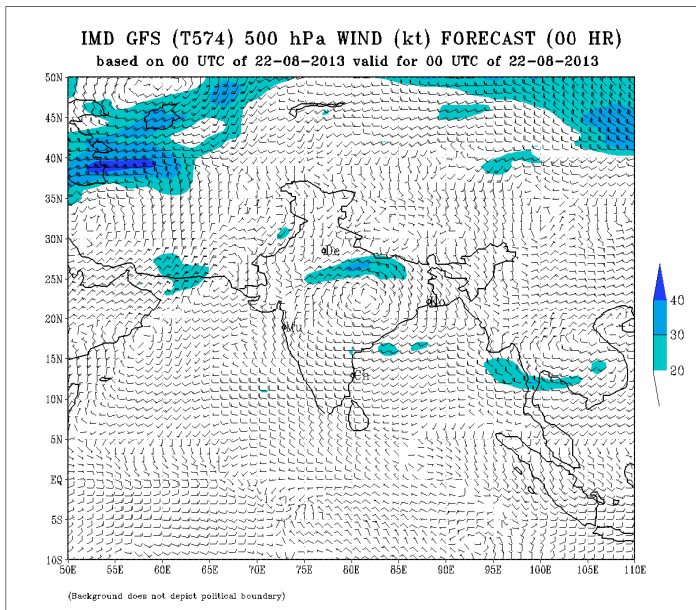 IMD GFS (T574) 500 hPa WIND (kt) FORECAST (00 HR)
based on 00 UTC of 22-08-2013 valid for 00 UTC of 22-08-2013
50N
45N
40N
35N
30N
25N
20N
15N
10N
5N
EQ
5S
10S
De
Ko
Mu
40
30
20
50E 55E 60E 65E 70E 75E 80E 85E 90E 95E 100E 105E 110E
(Background does not depict political boundary)